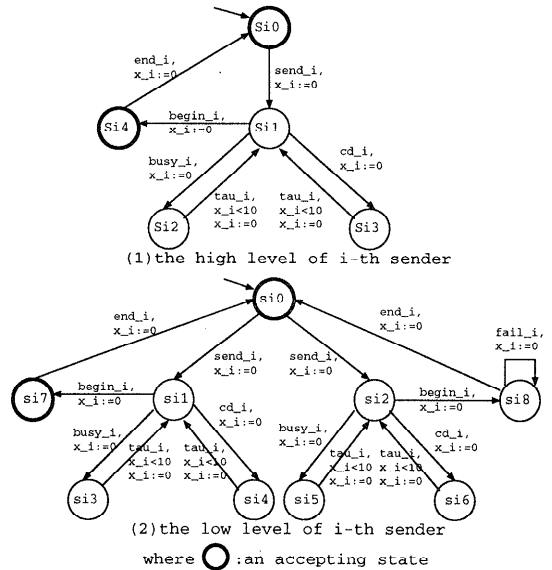 Si0
end_i,
x_i:=0
send_i,
x_i:=0
begin_i,
x_i:=0
Si4
Si1
busy_i,
x_i:=0
cd_i,
x_i:=0
tau_i,
x_i<10
x_i:=0
tau_i,
x_i<10
x_i:=0
Si2
Si3
(1)the high level of i-th sender
si0
end_i,
x_i:=0
end_i,
x_i:=0
fail_i,
x_i:=0
send_i,
x_i:=0
send_i,
x_i:=0
begin_i,
x_i:=0
begin_i,
x_i:=0
si7
si1
si2
si8
busy_i,
x_i:=0
cd_i,
x_i:=0
busy_i,
x_i:=0
cd_i,
x_i:=0
tau_i,
x_i<10
x_i:=0
tau_i,
x_i<10
x_i:=0
tau_i,
x_i<10
x_i:=0
tau_i,
x_i<10
x_i:=0
si3
si4
si5
si6
(2)the low level of i-th sender
where :an accepting state